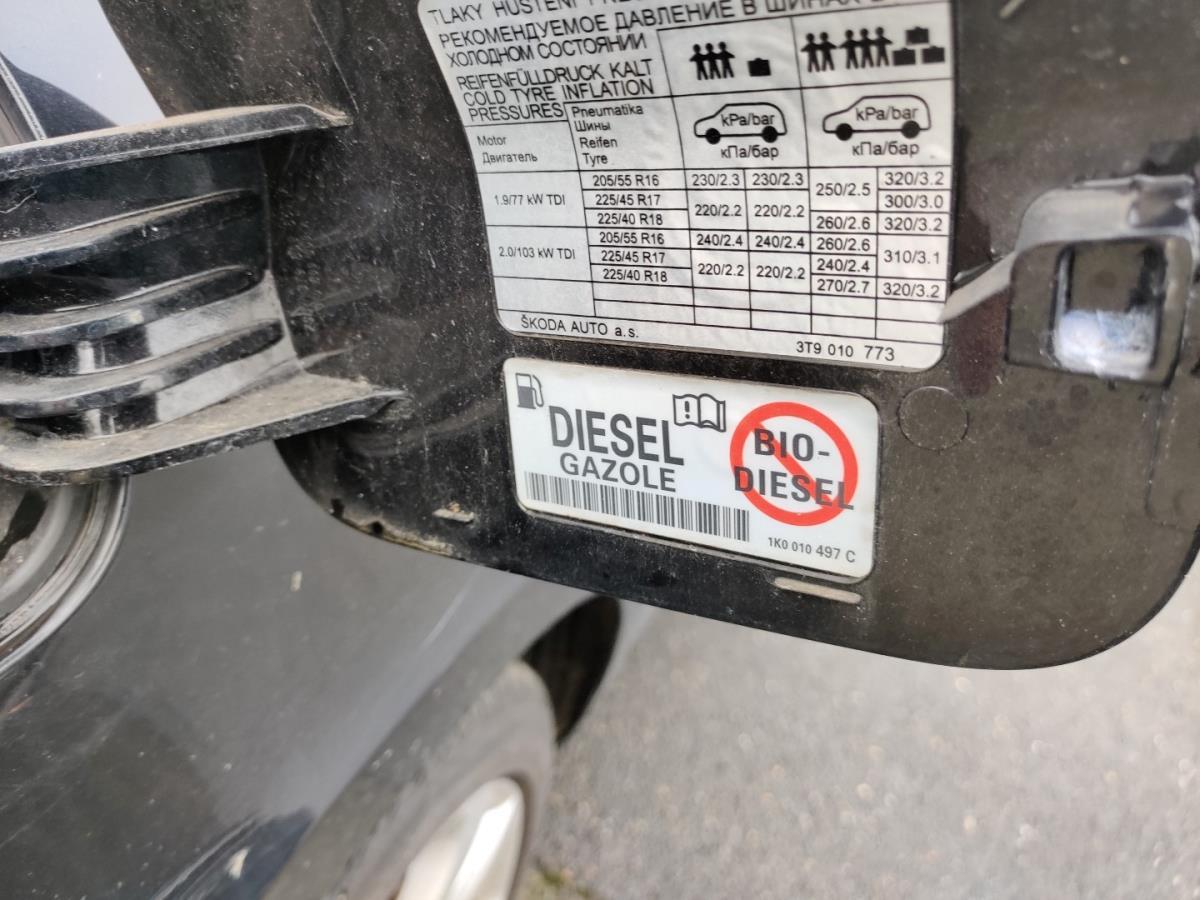 TLAKY HUŠTĚNÍ
РЕКОМЕНДУЕМОЕ ДАВЛЕНИЕ В ШИНАХ В
ХОЛОДНОМ СОСТОЯНИИ
REIFENFÜLLDRUCK KALT
COLD TYRE INFLATION
PRESSURES
Motor
Двигатель
Pneumatika
Шины
Reifen
Tyre
kPa/bar
кПа/бар
kPa/bar
кПа/бар
1.9/77 kW TDI
205/55 R16 230/2.3 230/2.3 250/2.5 320/3.2
225/45 R17 220/2.2 220/2.2 300/3.0
225/40 R18 260/2.6 320/3.2
2.0/103 kW TDI
205/55 R16 240/2.4 240/2.4 260/2.6 310/3.1
225/45 R17 220/2.2 220/2.2 240/2.4
225/40 R18 270/2.7 320/3.2
ŠKODA AUTO a.s. 3T9 010 773
DIESEL
GAZOLE
BIO-
DIESEL
1K0 010 497 C